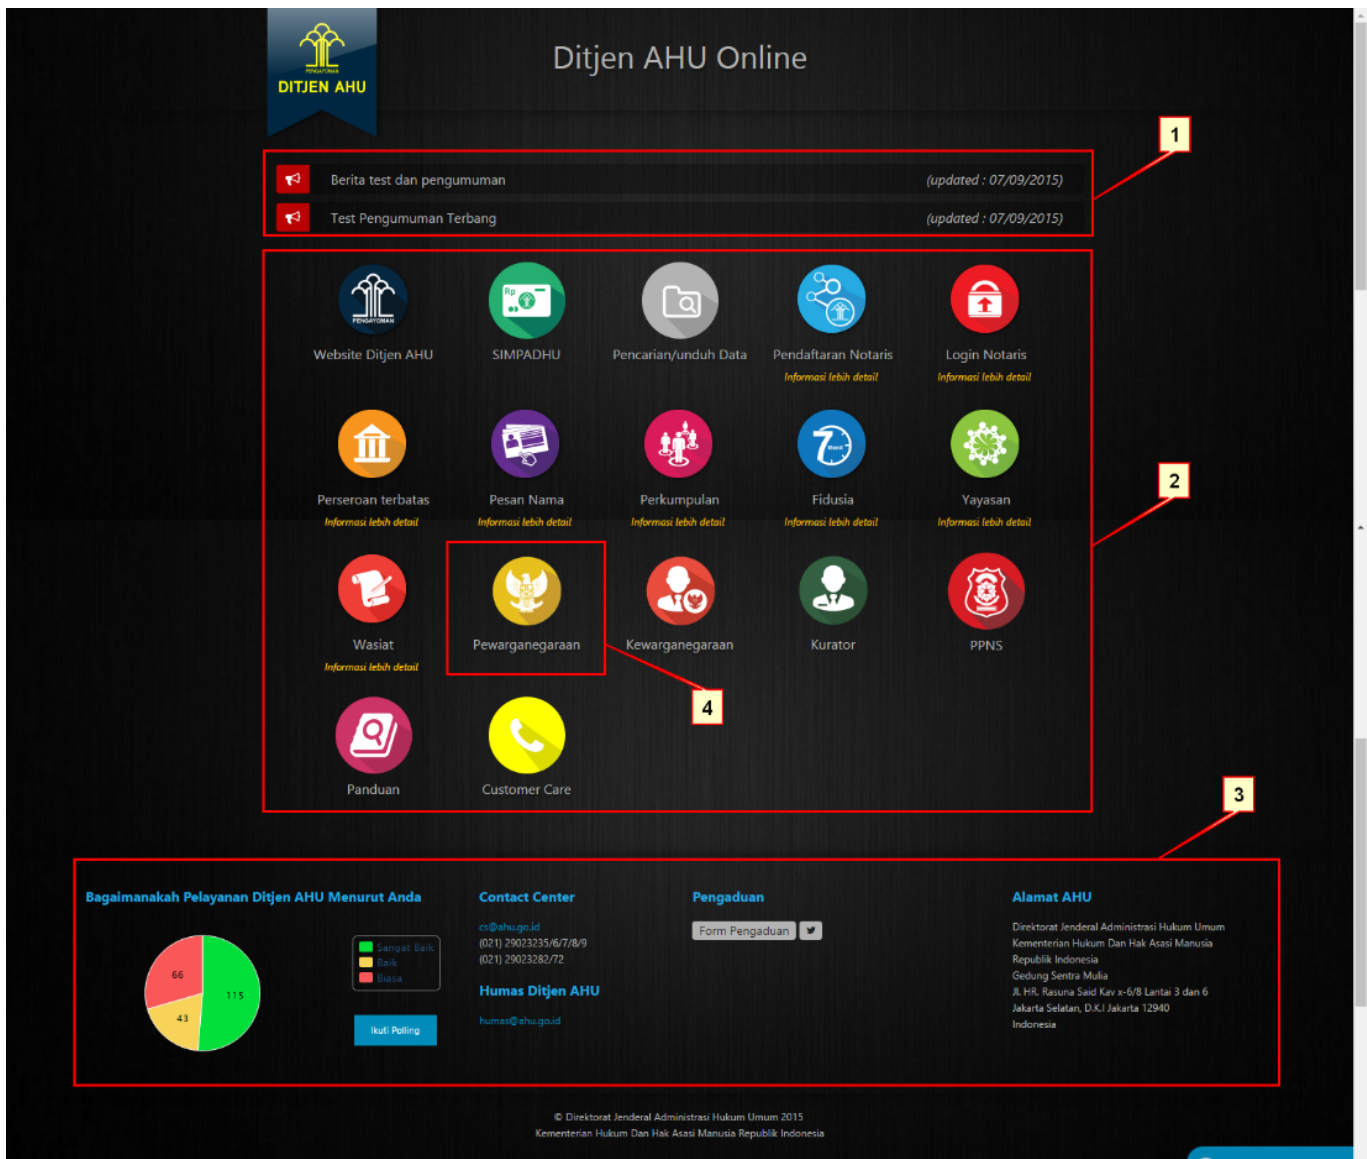 PENGAYOMAN
DITJEN AHU
Ditjen AHU Online
1
Berita test dan pengumuman (updated : 07/09/2015)
Test Pengumuman Terbang (updated : 07/09/2015)
PENGAYOMAN
Rp
7
Menit
Website Ditjen AHU SIMPADHU Pencarian/unduh Data Pendaftaran Notaris Login Notaris
Informasi lebih detail Informasi lebih detail
Perseroan terbatas Pesan Nama Perkumpulan Fidusia Yayasan
Informasi lebih detail Informasi lebih detail Informasi lebih detail Informasi lebih detail Informasi lebih detail
2
Wasiat Pewarganegaraan Kewarganegaraan Kurator PPNS
Informasi lebih detail
4
Panduan Customer Care
3
Bagaimanakah Pelayanan Ditjen AHU Menurut Anda
66
115
43
Sangat Baik
Baik
Biasa
Ikuti Polling
Contact Center
cs@ahu.go.id
(021) 29023235/6/7/8/9
(021) 29023282/72
Humas Ditjen AHU
humas@ahu.go.id
Pengaduan
Form Pengaduan
Alamat AHU
Direktorat Jenderal Administrasi Hukum Umum
Kementerian Hukum Dan Hak Asasi Manusia
Republik Indonesia
Gedung Sentra Mulia
Jl. HR. Rasuna Said Kav x-6/8 Lantai 3 dan 6
Jakarta Selatan, D.K.I Jakarta 12940
Indonesia
© Direktorat Jenderal Administrasi Hukum Umum 2015
Kementerian Hukum Dan Hak Asasi Manusia Republik Indonesia